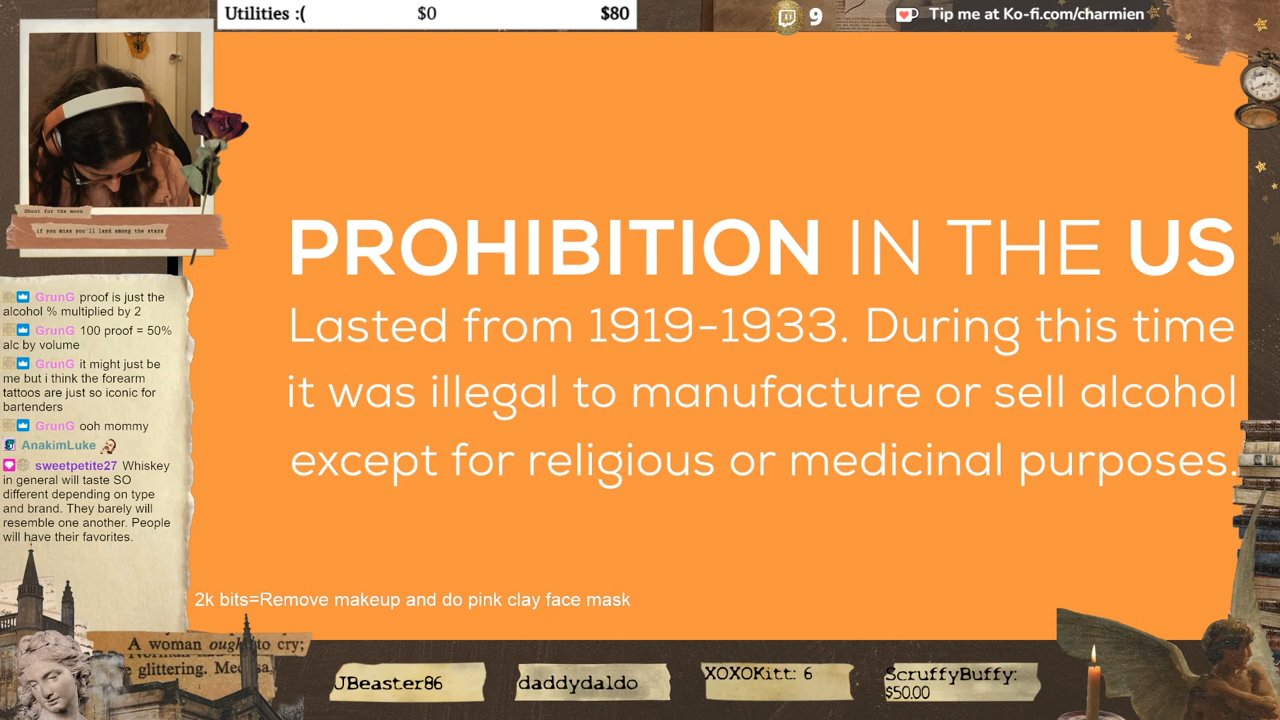 Utilities :( $0 $80
9
Tip me at Ko-fi.com/charmien
Shoot for the moon
if you miss you'll land among the stars
PROHIBITION IN THE US
Lasted from 1919-1933. During this time
it was illegal to manufacture or sell alcohol
except for religious or medicinal purposes.
GrunG proof is just the
alcohol % multiplied by 2
GrunG 100 proof = 50%
alc by volume
GrunG it might just be
me but i think the forearm
tattoos are just so iconic for
bartenders
GrunG ooh mommy
AnakimLuke
sweetpetite27 Whiskey
in general will taste SO
different depending on type
and brand. They barely will
resemble one another. People
will have their favorites.
2k bits=Remove makeup and do pink clay face mask
A woman ought to cry;
glittering.
JBeaster86
daddydaldo
XOXOKitt: 6
ScruffyBuffy:
$50.00